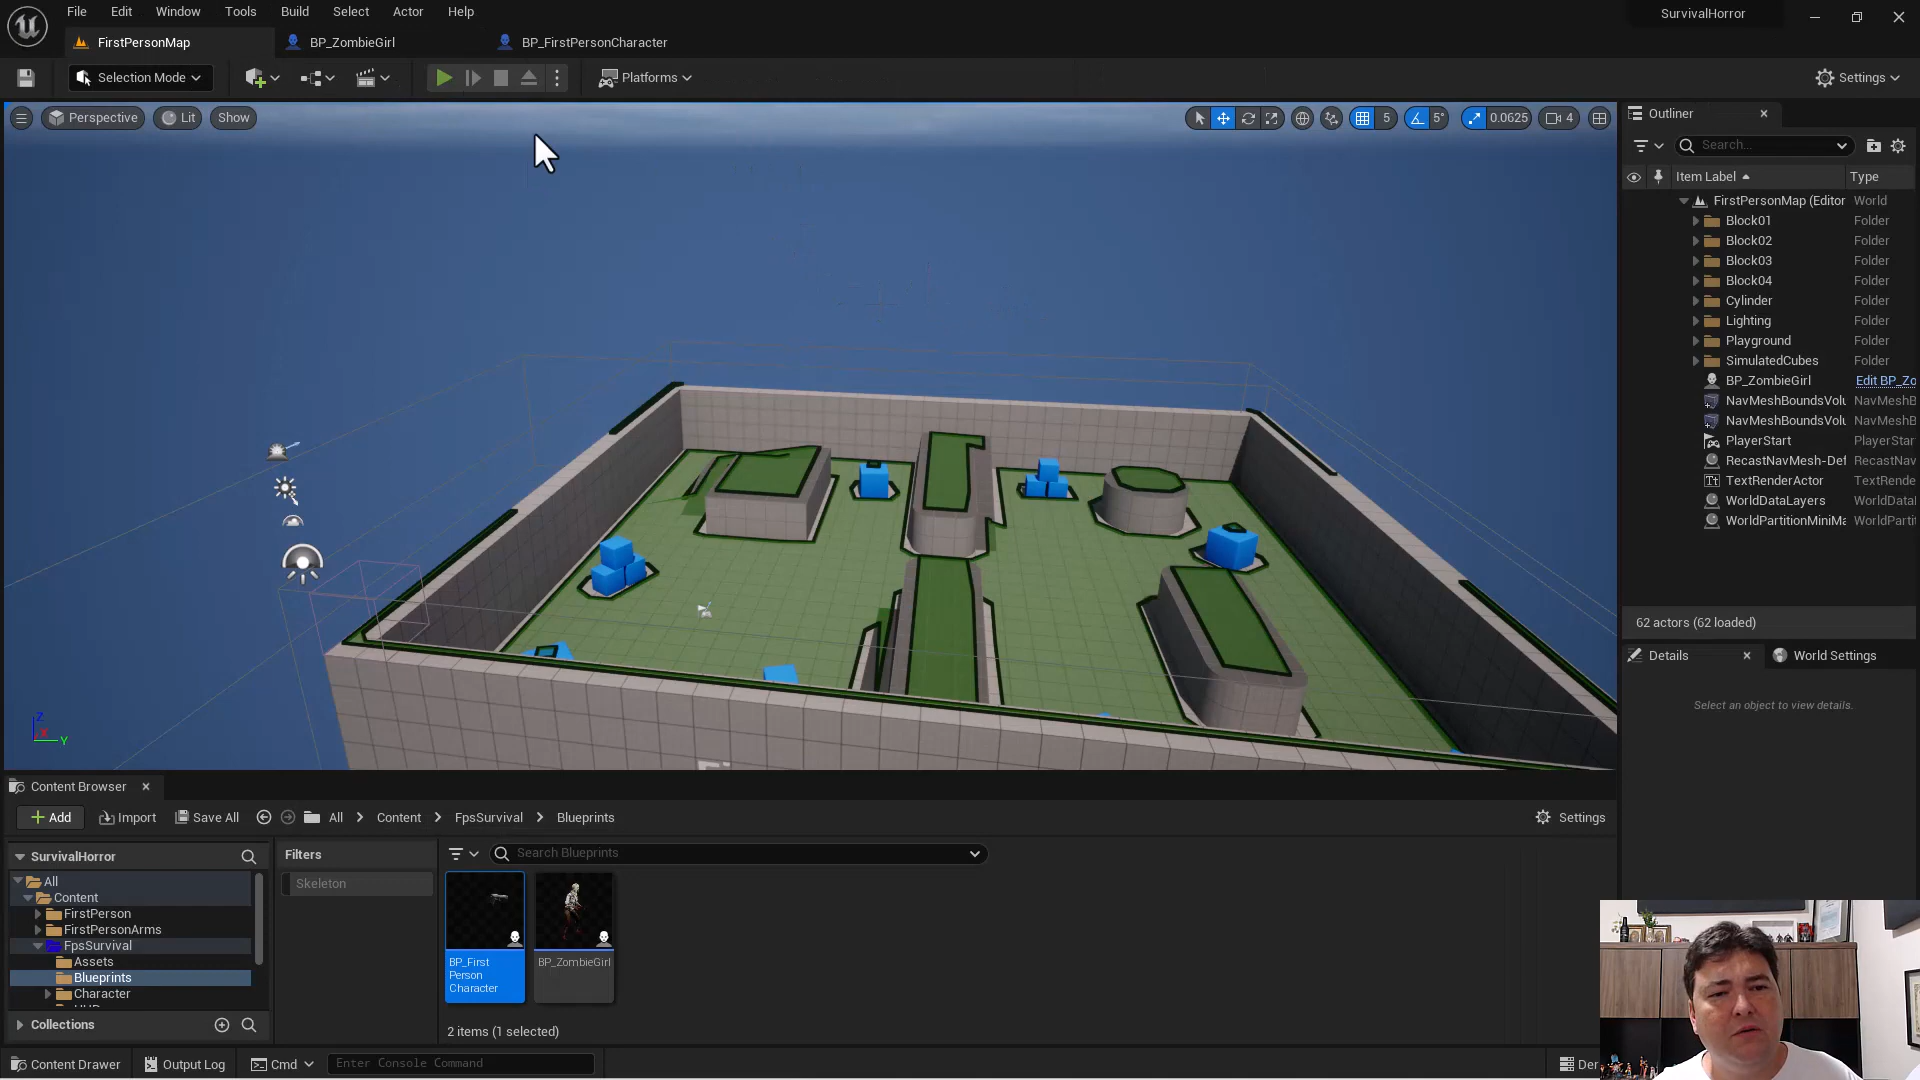 File Edit Window Tools Build Select Actor Help
SurvivalHorror
FirstPersonMap
BP_ZombieGirl
BP_FirstPersonCharacter
Selection Mode
Platforms
Settings
Perspective
Lit
Show
5
5°
0.0625
4
Outliner
Search...
Item Label
Type
FirstPersonMap (Editor World
Block01 Folder
Block02 Folder
Block03 Folder
Block04 Folder
Cylinder Folder
Lighting Folder
Playground Folder
SimulatedCubes Folder
BP_ZombieGirl Edit BP_Zo
NavMeshBoundsVolu NavMeshB
NavMeshBoundsVolu NavMeshB
PlayerStart PlayerStar
RecastNavMesh-Def RecastNav
TextRenderActor TextRende
WorldDataLayers WorldData
WorldPartitionMiniMa WorldParti
62 actors (62 loaded)
Details
World Settings
Select an object to view details.
Z
X
Y
Content Browser
Add
Import
Save All
All
Content
FpsSurvival
Blueprints
Settings
SurvivalHorror
All
Content
FirstPerson
FirstPersonArms
FpsSurvival
Assets
Blueprints
Character
Collections
Filters
Skeleton
Search Blueprints
BP_First
Person
Character
BP_ZombieGirl
2 items (1 selected)
Content Drawer
Output Log
Cmd
Enter Console Command
Der